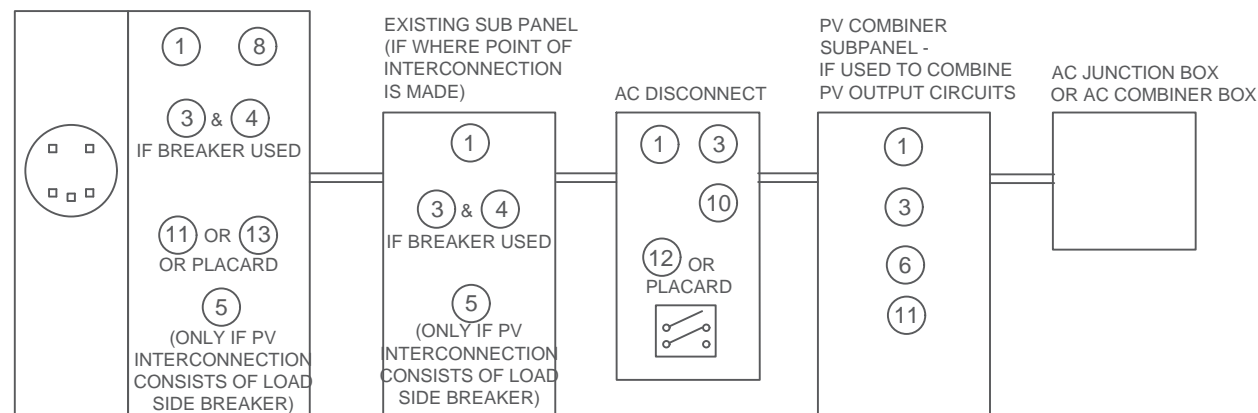 1 8
3 & 4
IF BREAKER USED
11 OR 13
OR PLACARD
5
(ONLY IF PV
INTERCONNECTION
CONSISTS OF LOAD
SIDE BREAKER)
EXISTING SUB PANEL
(IF WHERE POINT OF
INTERCONNECTION
IS MADE)
1
3 & 4
IF BREAKER USED
5
(ONLY IF PV
INTERCONNECTION
CONSISTS OF LOAD
SIDE BREAKER)
AC DISCONNECT
1 3
10
12 OR
PLACARD
PV COMBINER
SUBPANEL -
IF USED TO COMBINE
PV OUTPUT CIRCUITS
1
3
6
11
AC JUNCTION BOX
OR AC COMBINER BOX